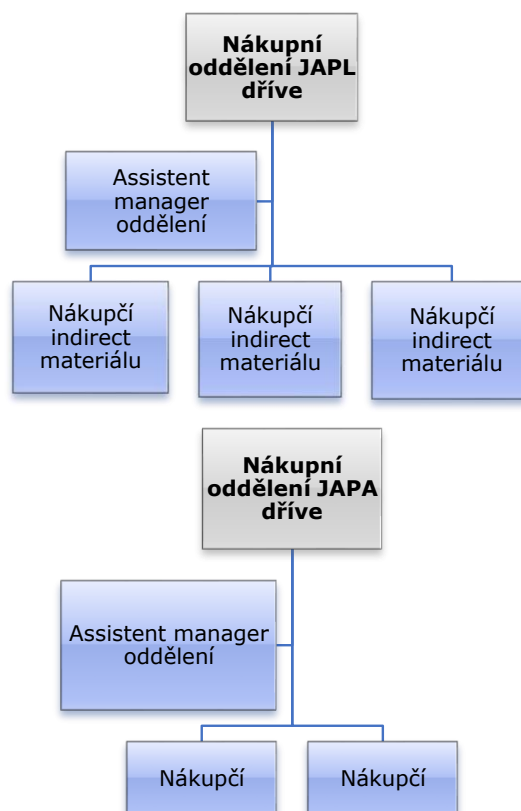 Nákupní
oddělení JAPL
dříve
Assistent
manager
oddělení
Nákupčí
indirect
materiálu
Nákupčí
indirect
materiálu
Nákupčí
indirect
materiálu
Nákupní
oddělení JAPA
dříve
Assistent manager
oddělení
Nákupčí
Nákupčí